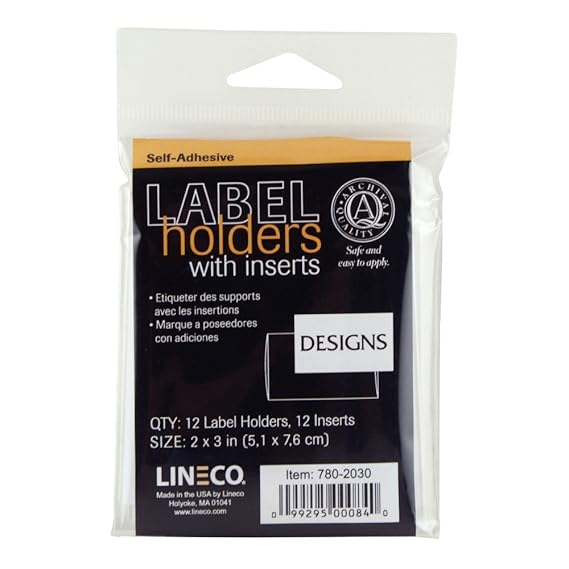 Self-Adhesive
LABEL
holders
with inserts
ARCHIVAL QUALITY
AQ
Safe and
easy to apply.
• Etiqueter des supports
avec les insertions
• Marque a poseedores
con adiciones
DESIGNS
QTY: 12 Label Holders, 12 Inserts
SIZE: 2 x 3 in (5,1 x 7,6 cm)
LINECO®
Made in the USA by Lineco
Holyoke, MA 01041
www.lineco.com
Item: 780-2030
0 99295 00084 0